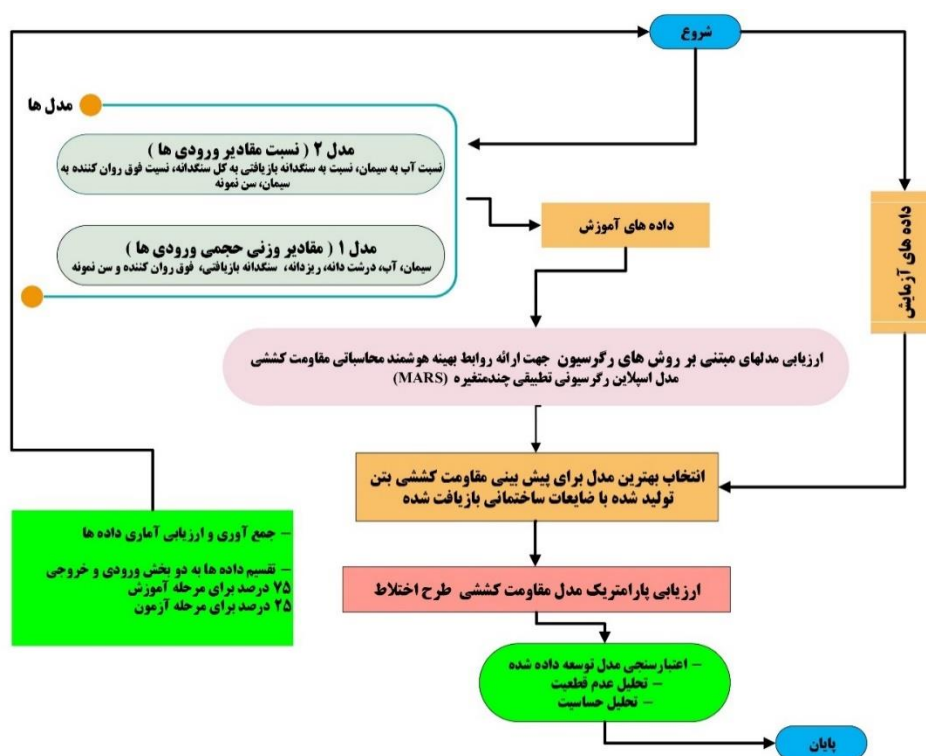 شروع
مدل ها
مدل ۲ ( نسبت مقادیر ورودی ها )
نسبت آب به سیمان، نسبت به سنگدانه بازیافتی به کل سنگدانه، نسبت فوق روان کننده به
سیمان، سن نمونه
مدل ۱ ( مقادیر وزنی حجمی ورودی ها )
سیمان، آب، درشت دانه، ریزدانه، سنگدانه بازیافتی، فوق روان کننده و سن نمونه
داده های آموزش
داده های آزمایش
ارزیابی مدلهای مبتنی بر روش های رگرسیون جهت ارائه روابط بهینه هوشمند محاسباتی مقاومت کششی
مدل اسپلاین رگرسیونی تطبیقی چندمتغیره (MARS)
انتخاب بهترین مدل برای پیش بینی مقاومت کششی بتن
تولید شده با ضایعات ساختمانی بازیافت شده
– جمع آوری و ارزیابی آماری داده ها
– تقسیم داده ها به دو بخش ورودی و خروجی
۷۵ درصد برای مرحله آموزش
۲۵ درصد برای مرحله آزمون
ارزیابی پارامتریک مدل مقاومت کششی طرح اختلاط
– اعتبارسنجی مدل توسعه داده شده
– تحلیل عدم قطعیت
– تحلیل حساسیت
پایان